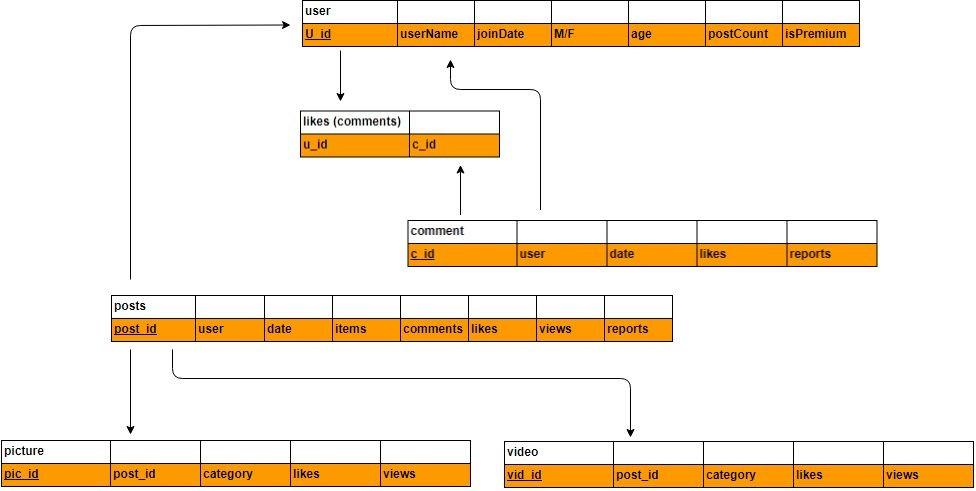 user
U_id userName joinDate M/F age postCount isPremium
likes (comments)
u_id c_id
comment
c_id user date likes reports
posts
post_id user date items comments likes views reports
picture
pic_id post_id category likes views
video
vid_id post_id category likes views